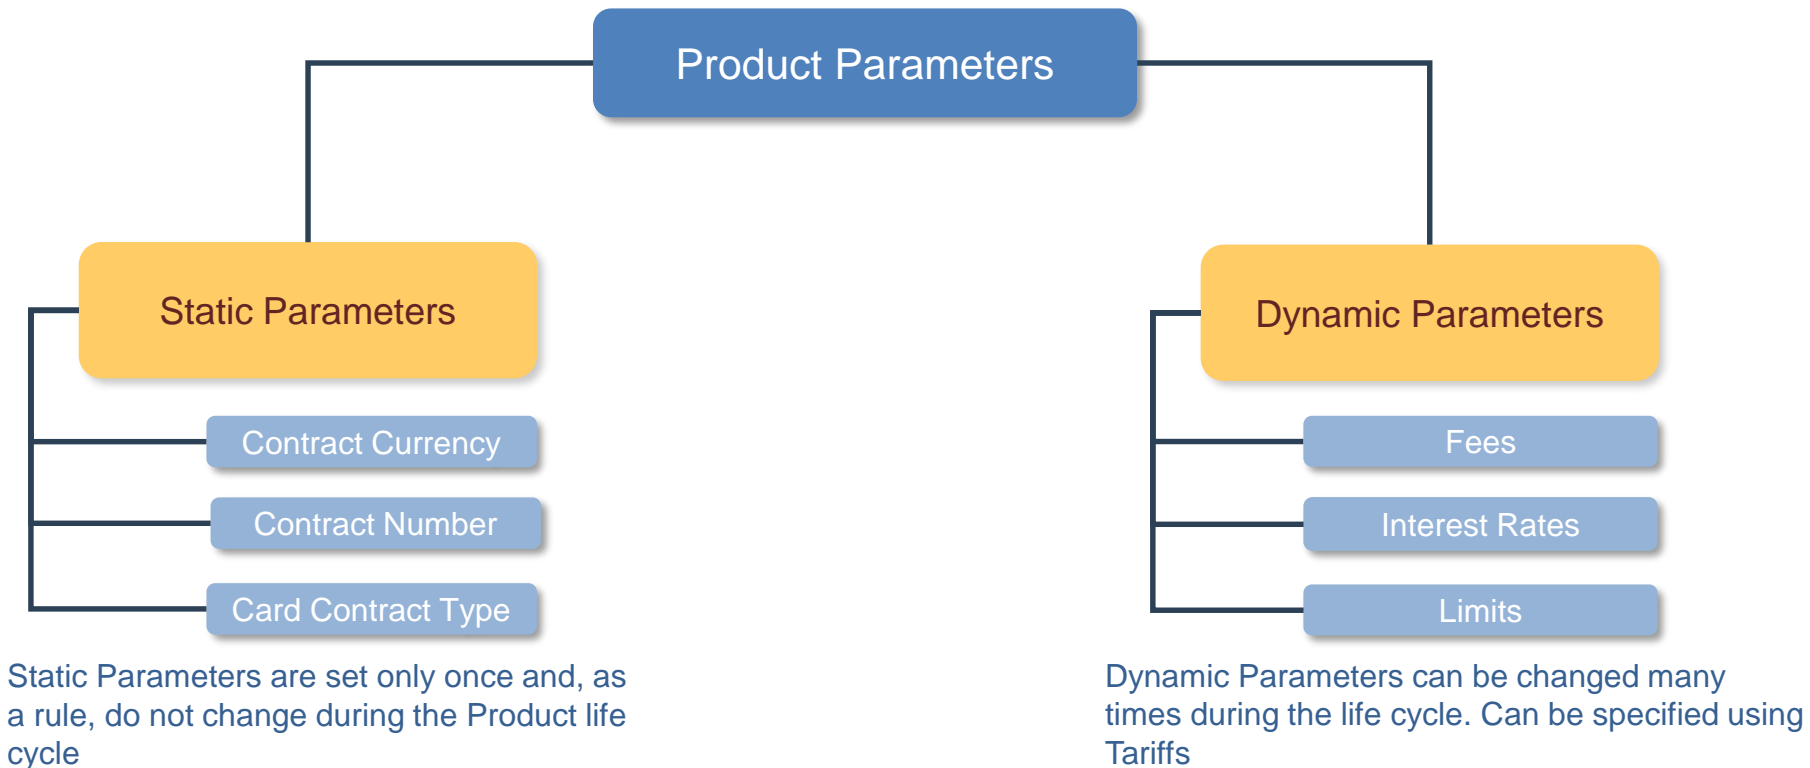 Product Parameters
Static Parameters
Contract Currency
Contract Number
Card Contract Type
Static Parameters are set only once and, as
a rule, do not change during the Product life
cycle
Dynamic Parameters
Fees
Interest Rates
Limits
Dynamic Parameters can be changed many
times during the life cycle. Can be specified using
Tariffs